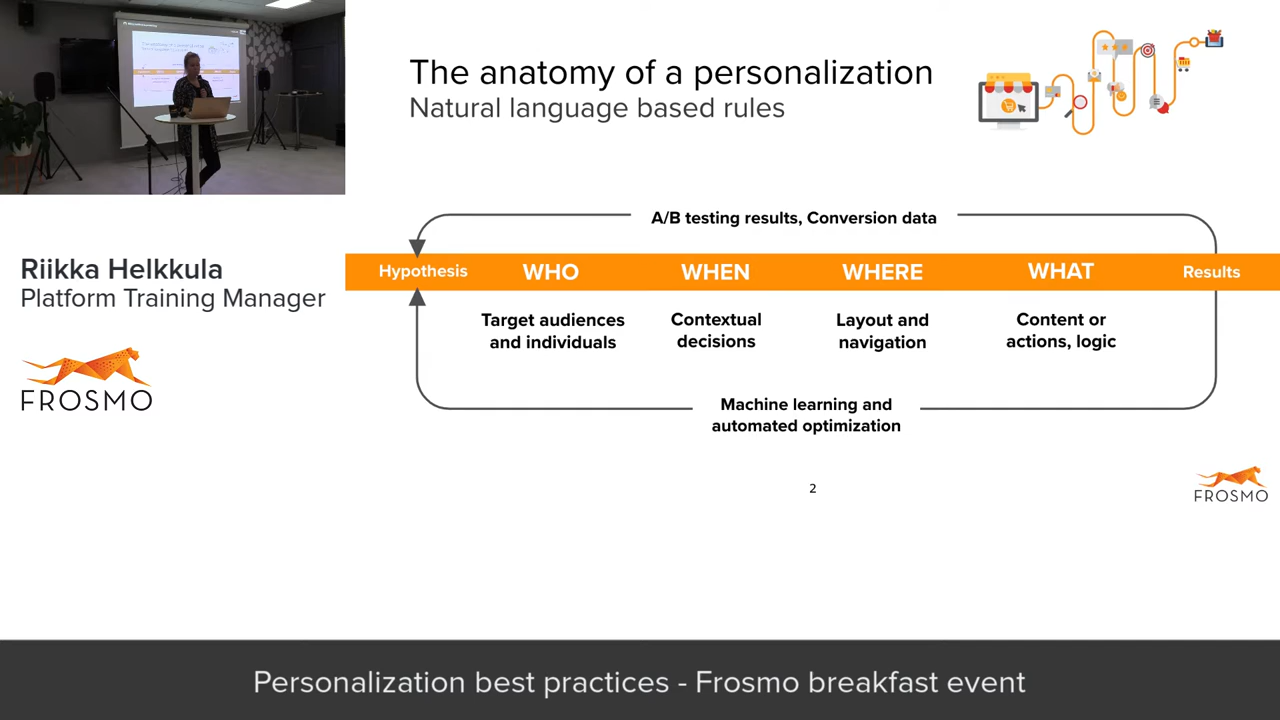 The anatomy of a personalization
Natural language based rules
A/B testing results, Conversion data
Riikka Helkkula
Platform Training Manager
FROSMO
Hypothesis
WHO
WHEN
WHERE
WHAT
Results
Target audiences
and individuals
Contextual
decisions
Layout and
navigation
Content or
actions, logic
Machine learning and
automated optimization
2
FROSMO
Personalization best practices - Frosmo breakfast event